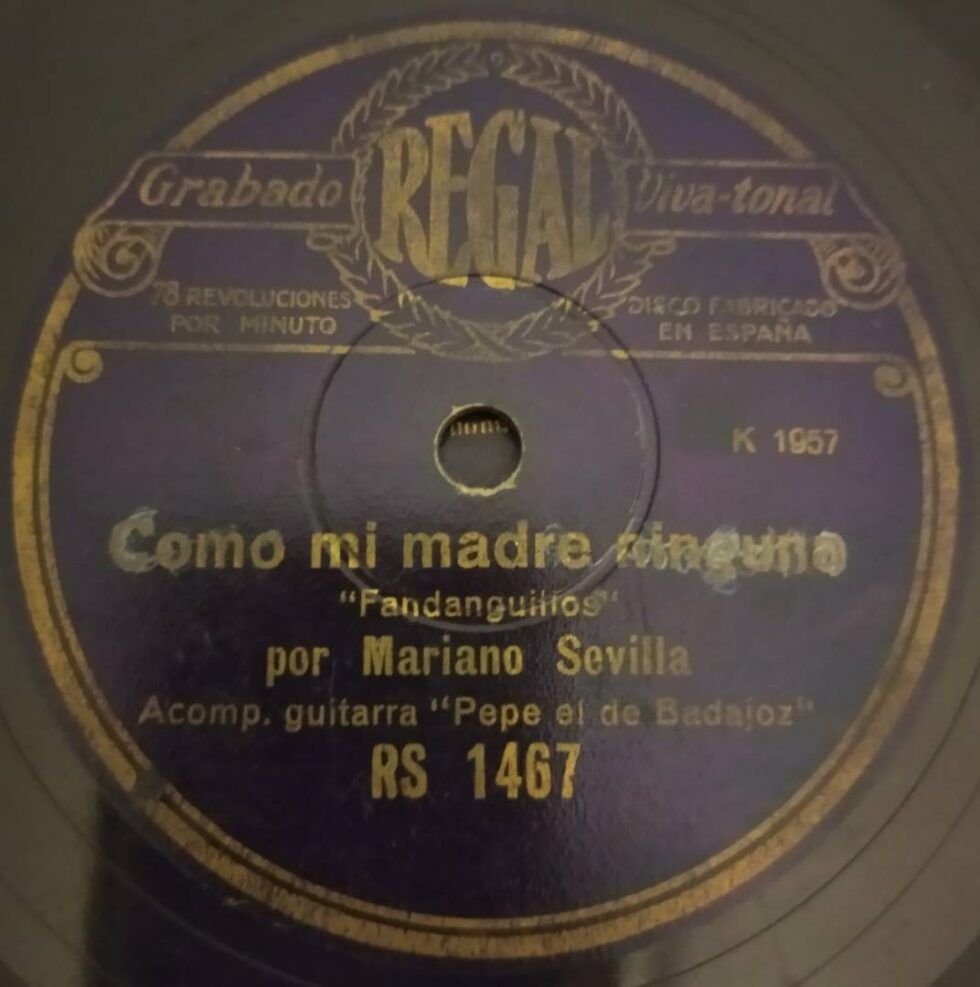 REGAL
Grabado Viva-tonal
78 REVOLUCIONES
POR MINUTO
DISCO FABRICADO
EN ESPAÑA
K 1957
Como mi madre ninguna
"Fandanguillos"
por Mariano Sevilla
Acomp. guitarra "Pepe el de Badajoz"
RS 1467